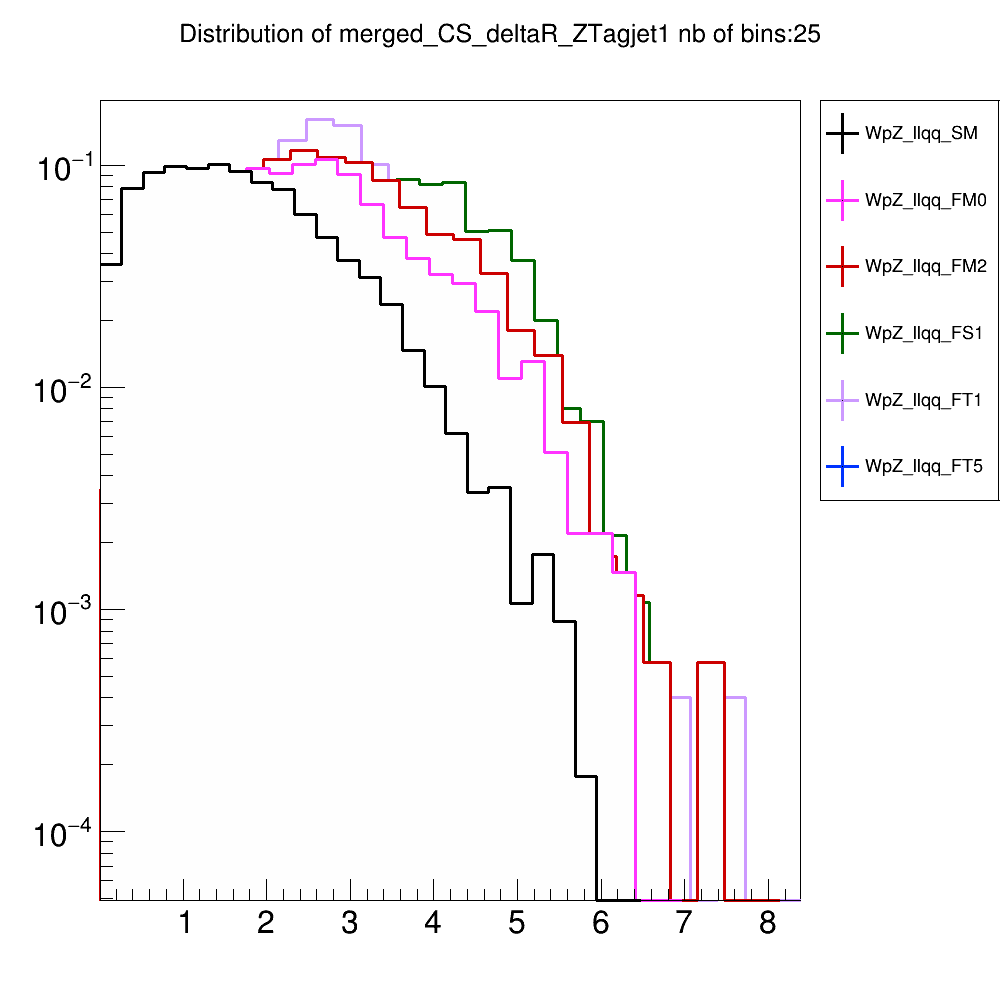 Distribution of merged_CS_deltaR_ZTagjet1 nb of bins:25
WpZ_llqq_SM
WpZ_llqq_FM0
WpZ_llqq_FM2
WpZ_llqq_FS1
WpZ_llqq_FT1
WpZ_llqq_FT5
10⁻¹
10⁻²
10⁻³
10⁻⁴
1 2 3 4 5 6 7 8